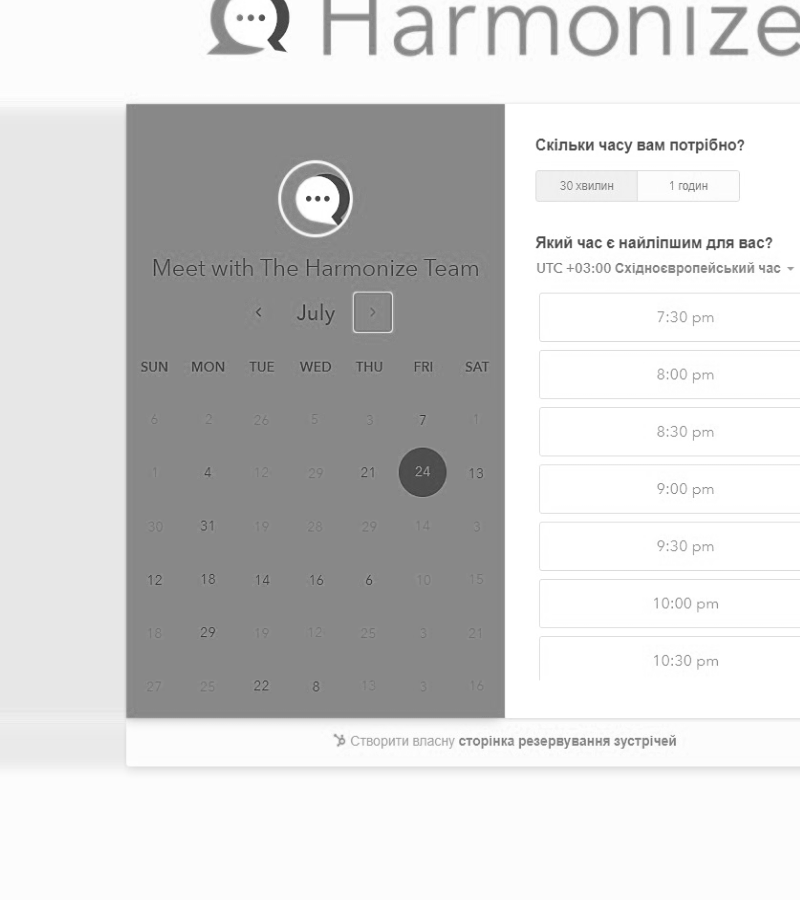 Harmonize
Meet with The Harmonize Team
July
SUN MON TUE WED THU FRI SAT
6 2 26 5 3 7 1
1 4 12 29 21 24 13
30 31 19 28 29 14 3
12 18 14 16 6 10 15
18 29 19 12 25 3 21
27 25 22 8 13 3 16
Скільки часу вам потрібно?
30 хвилин 1 годин
Який час є найліпшим для вас?
UTC +03:00 Східноєвропейський час
7:30 pm
8:00 pm
8:30 pm
9:00 pm
9:30 pm
10:00 pm
10:30 pm
Створити власну сторінка резервування зустрічей